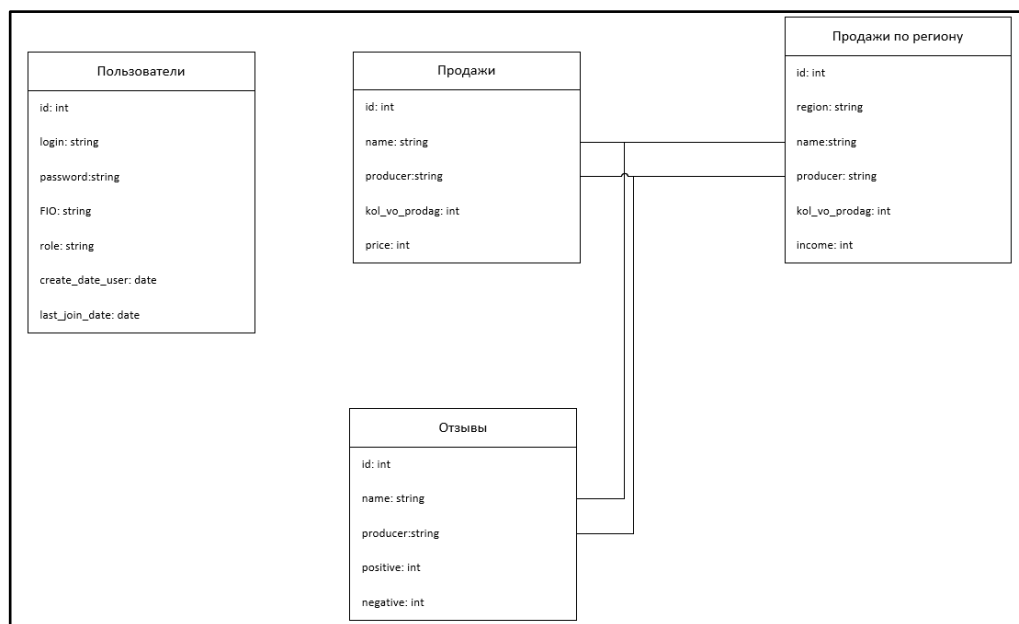 Пользователи
id: int
login: string
password:string
FIO: string
role: string
create_date_user: date
last_join_date: date
Продажи
id: int
name: string
producer:string
kol_vo_prodag: int
price: int
Продажи по региону
id: int
region: string
name:string
producer: string
kol_vo_prodag: int
income: int
Отзывы
id: int
name: string
producer:string
positive: int
negative: int